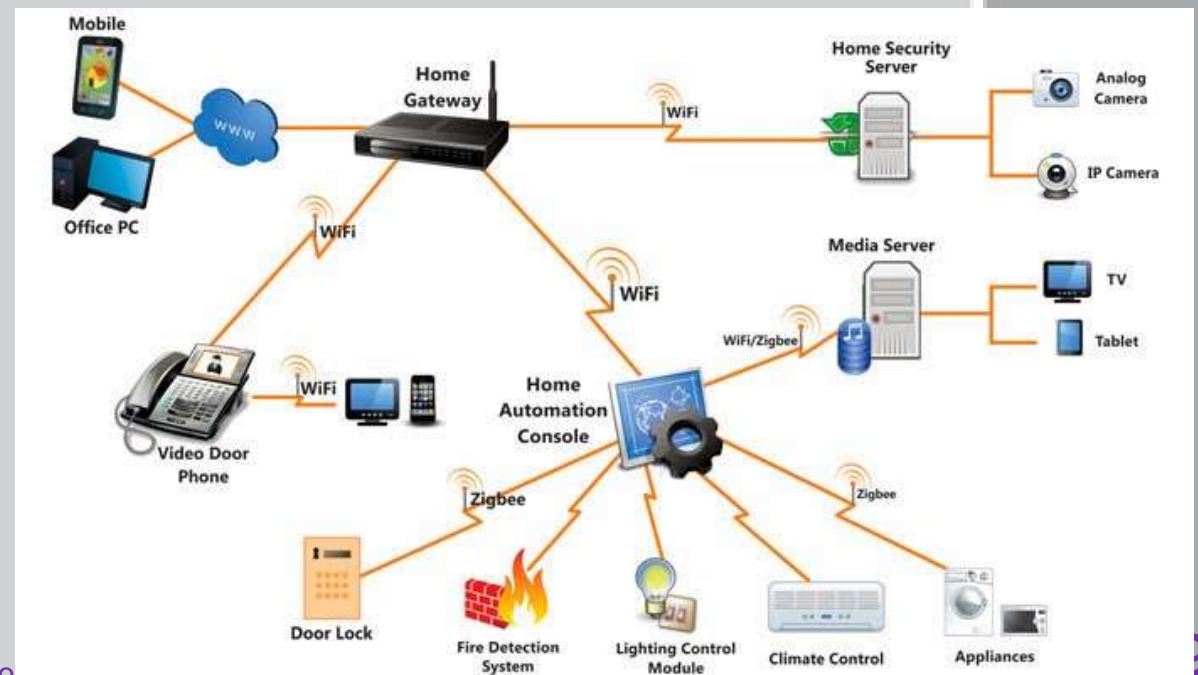 Mobile
Home
Gateway
Home Security
Server
Analog
Camera
WiFi
www
IP Camera
Office PC
WiFi
Media Server
WiFi
TV
WiFi/Zigbee
Tablet
WiFi
Home
Automation
Console
Video Door
Phone
Zigbee
Zigbee
Door Lock
Fire Detection
System
Lighting Control
Module
Climate Control
Appliances